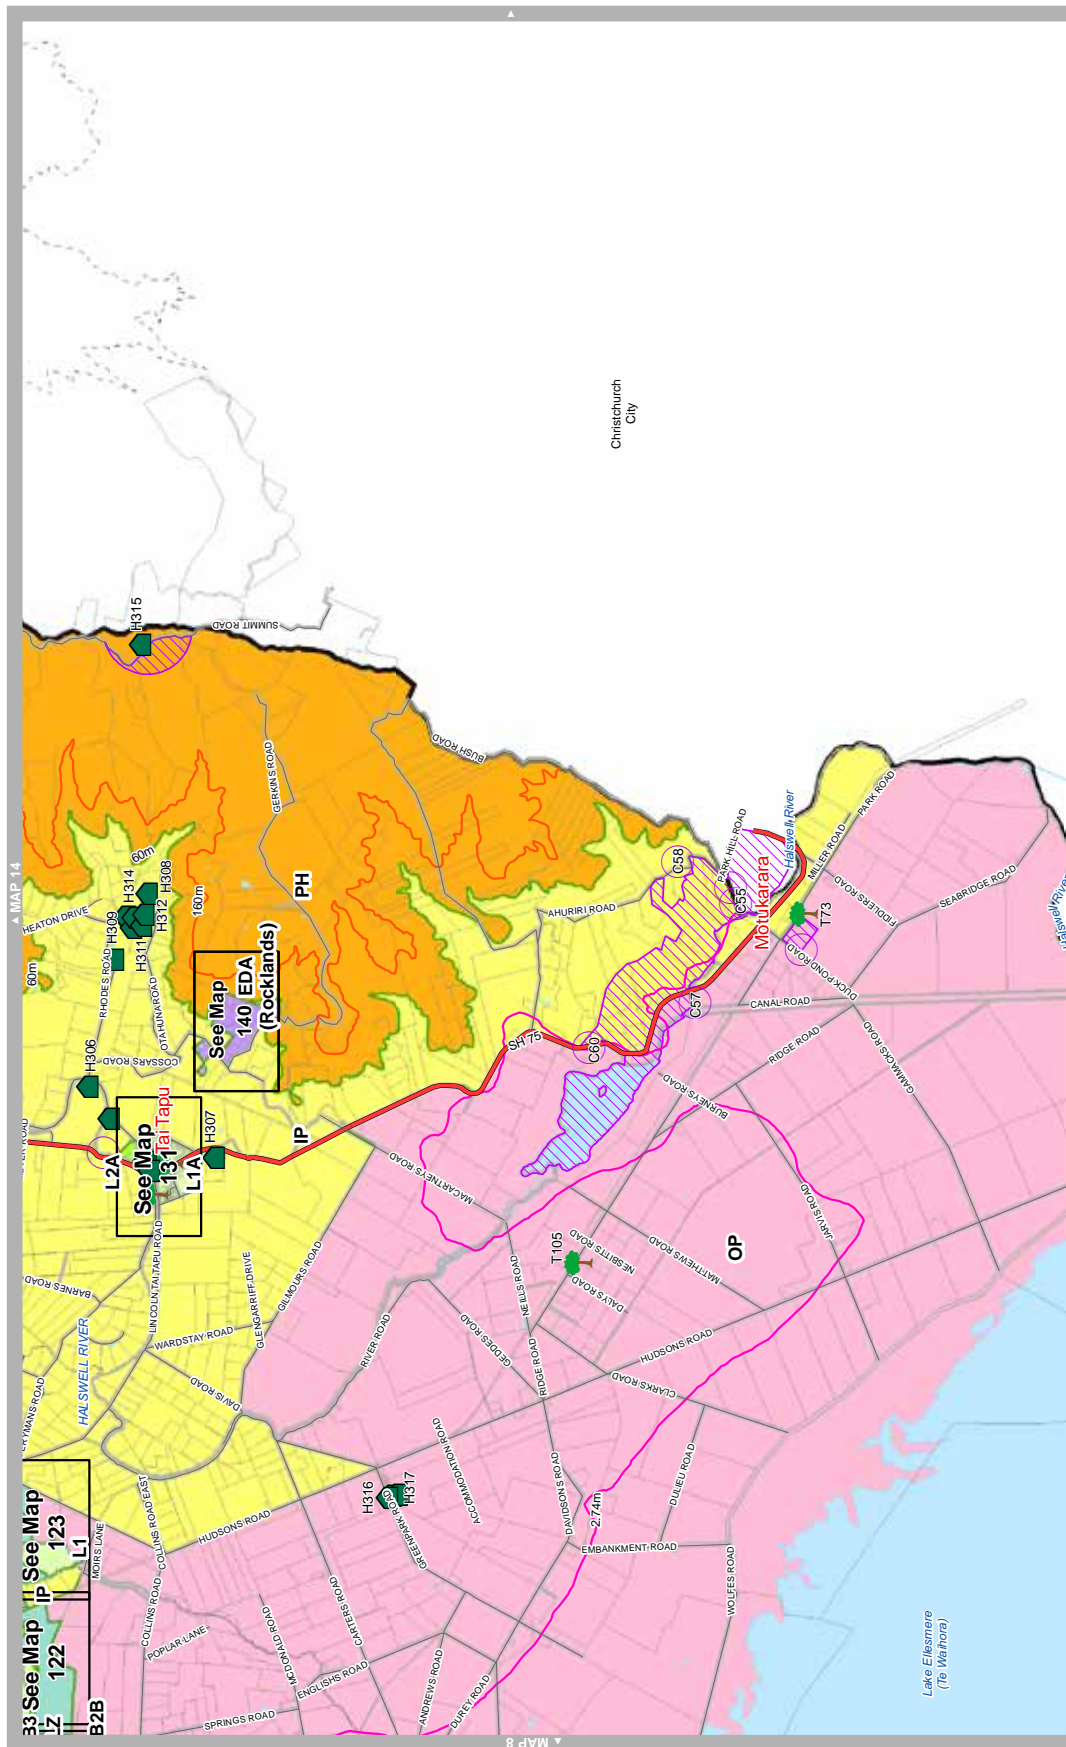 ▲ MAP 14
▲ MAP 8
Christchurch
City
H315
SUMMIT ROAD
BUSH ROAD
GERKINS ROAD
PH
160m
60m
60m
HEATON DRIVE
H314
H308
H312
H309
H311
RHODES ROAD
OTAHUNA ROAD
COSSARS ROAD
See Map
140 EDA
(Rocklands)
H306
L2A
See Map
131
Tai Tapu
L1A
H307
IP
SH 75
AHURIRI ROAD
C58
C55
C57
C60
PARK HILL ROAD
Motukarara
Halswell River
MILLER ROAD
PARK ROAD
FIDDLERS ROAD
SEABRIDGE ROAD
T73
DUCK POND ROAD
CANAL ROAD
RIDGE ROAD
GAMMACKS ROAD
BURNEYS ROAD
JARVIS ROAD
MACARTNEYS ROAD
NEILLS ROAD
T105
NESBITTS ROAD
MATTHEWS ROAD
DALYS ROAD
OP
HUDSONS ROAD
CLARKS ROAD
RIDGE ROAD
GEDDES ROAD
RIVER ROAD
GILMOURS ROAD
GLENGARRIFF DRIVE
LINCOLN TAI TAPU ROAD
BARNES ROAD
WARDSTAY ROAD
HALSWELL RIVER
DAVIS ROAD
COLLINS ROAD EAST
COLLINS ROAD
HUDSONS ROAD
MOIRS LANE
See Map
123
L1
IP
See Map
122
B3
LZ
B2B
POPLAR LANE
MCDONALD ROAD
CARTERS ROAD
ENGLISHS ROAD
SPRINGS ROAD
ANDREWS ROAD
DUREY ROAD
H316
H317
GREENPARK ROAD
ACCOMMODATION ROAD
DAVIDSONS ROAD
2.74m
EMBANKMENT ROAD
DULIEU ROAD
WOLFES ROAD
Lake Ellesmere
(Te Waihora)